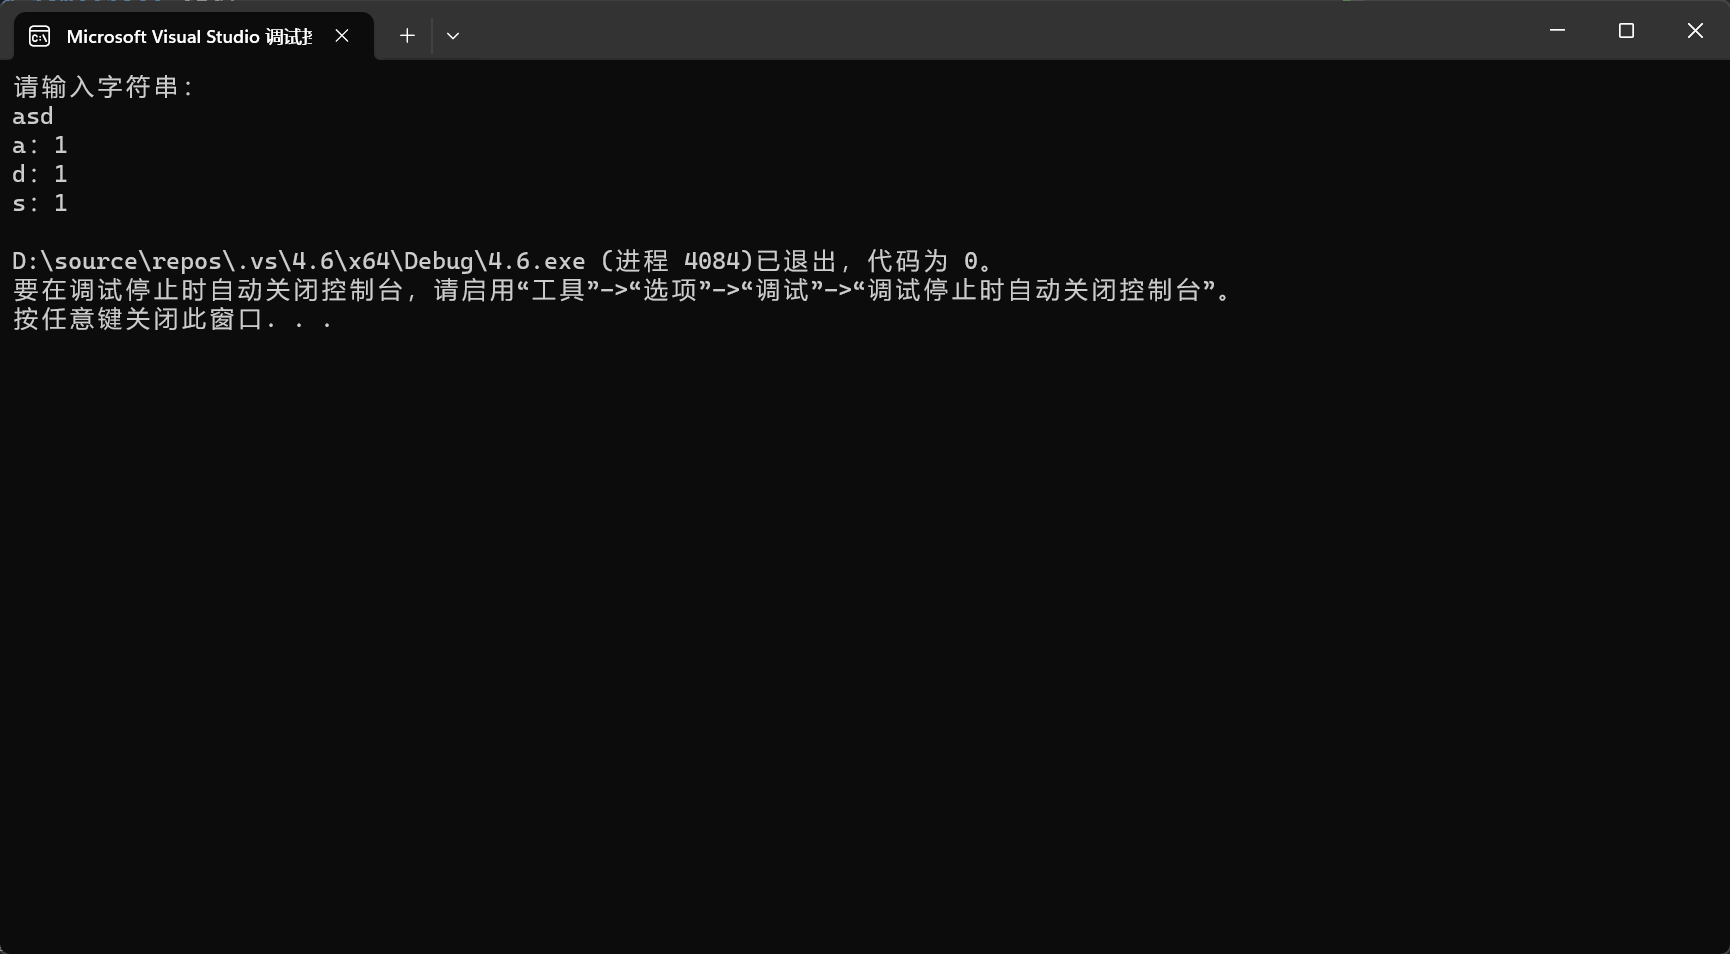 Microsoft Visual Studio 调试
请输入字符串:
asd
a: 1
d: 1
s: 1
D:\source\repos\.vs\4.6\x64\Debug\4.6.exe (进程 4084)已退出,代码为 0。
要在调试停止时自动关闭控制台,请启用“工具”->“选项”->“调试”->“调试停止时自动关闭控制台”。
按任意键关闭此窗口. . .